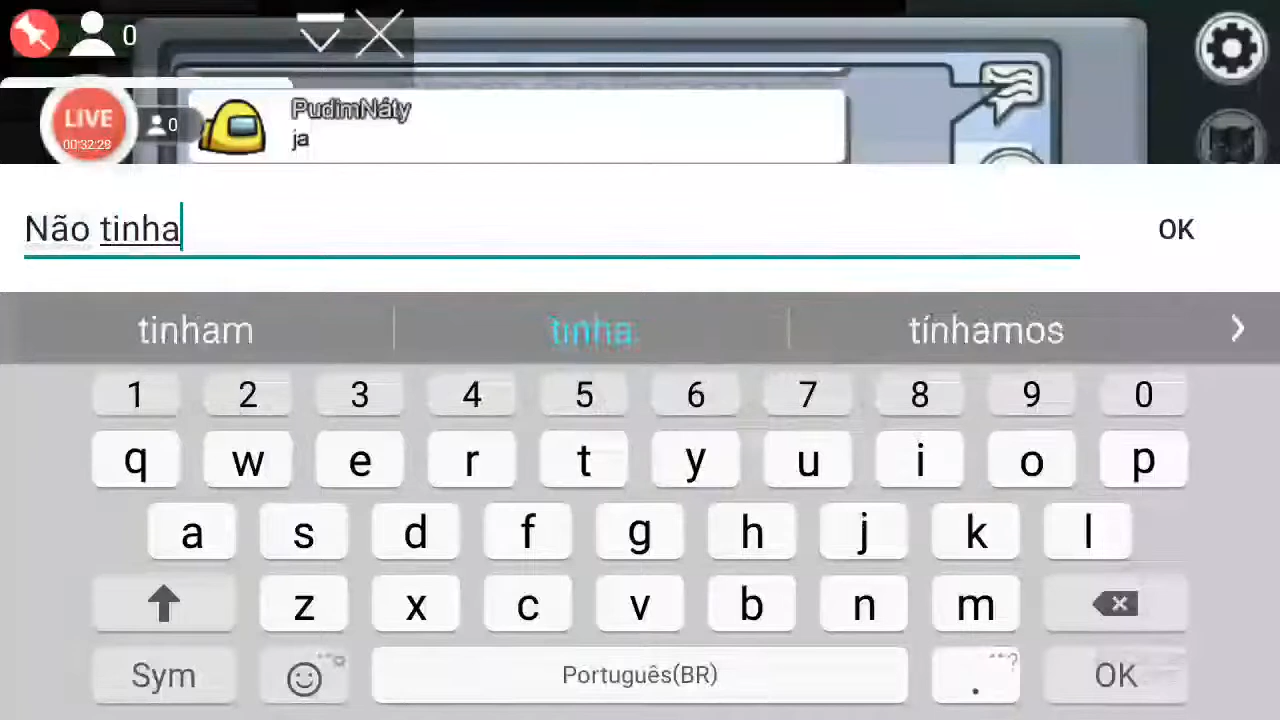 0
LIVE
00:32:28
0
PudimNáty
ja
Não tinha
OK
tinham tinha tínhamos
1 2 3 4 5 6 7 8 9 0
q w e r t y u i o p
a s d f g h j k l
z x c v b n m
Sym Português(BR) . OK